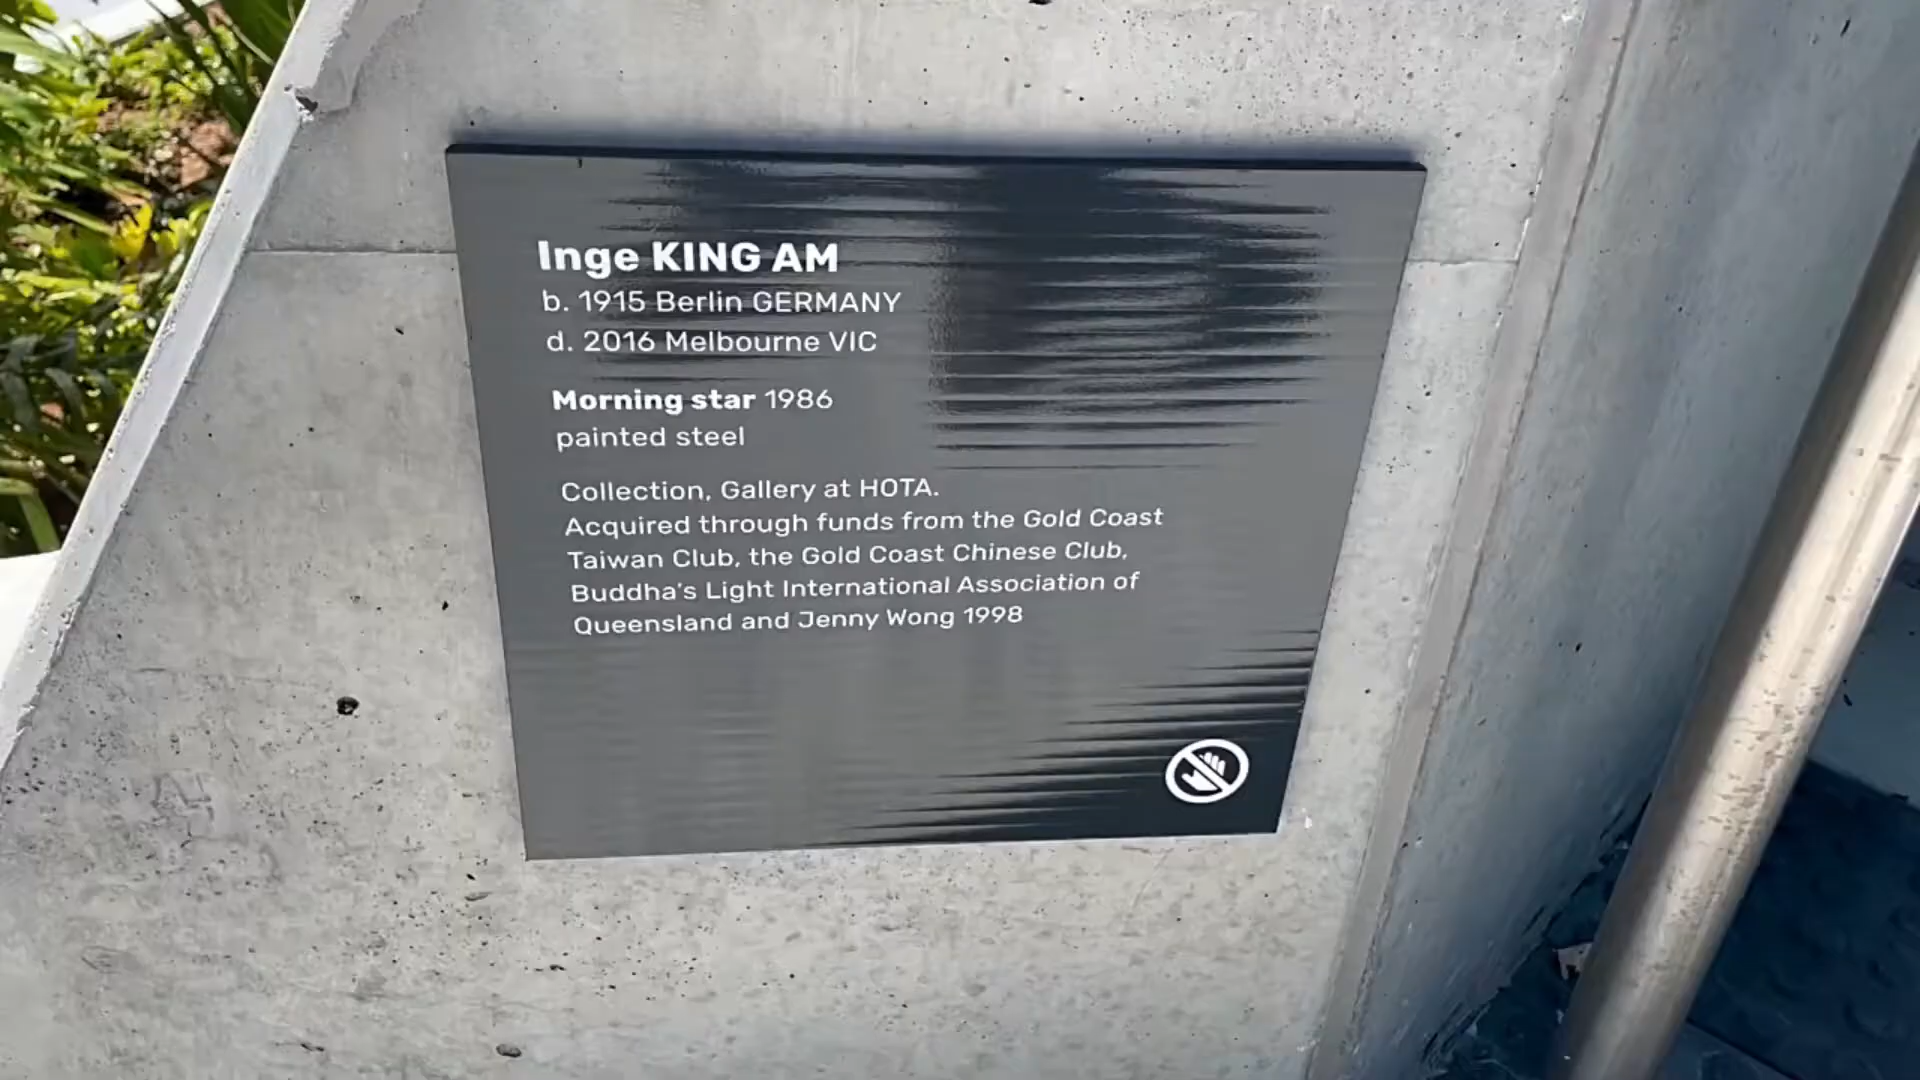 Inge KING AM
b. 1915 Berlin GERMANY
d. 2016 Melbourne VIC
Morning star 1986
painted steel
Collection, Gallery at HOTA.
Acquired through funds from the Gold Coast
Taiwan Club, the Gold Coast Chinese Club,
Buddha's Light International Association of
Queensland and Jenny Wong 1998